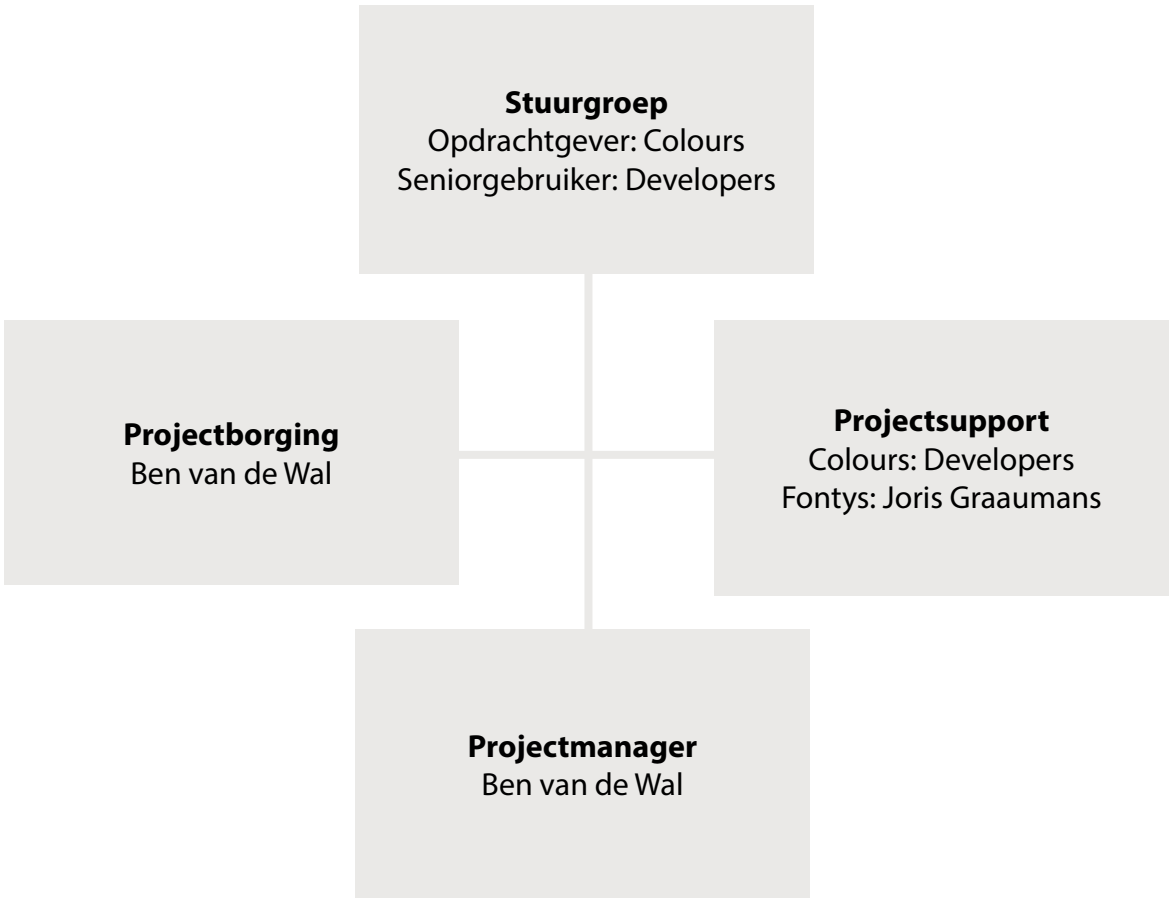 Stuurgroep
Opdrachtgever: Colours
Seniorgebruiker: Developers
Projectborging
Ben van de Wal
Projectsupport
Colours: Developers
Fontys: Joris Graaumans
Projectmanager
Ben van de Wal